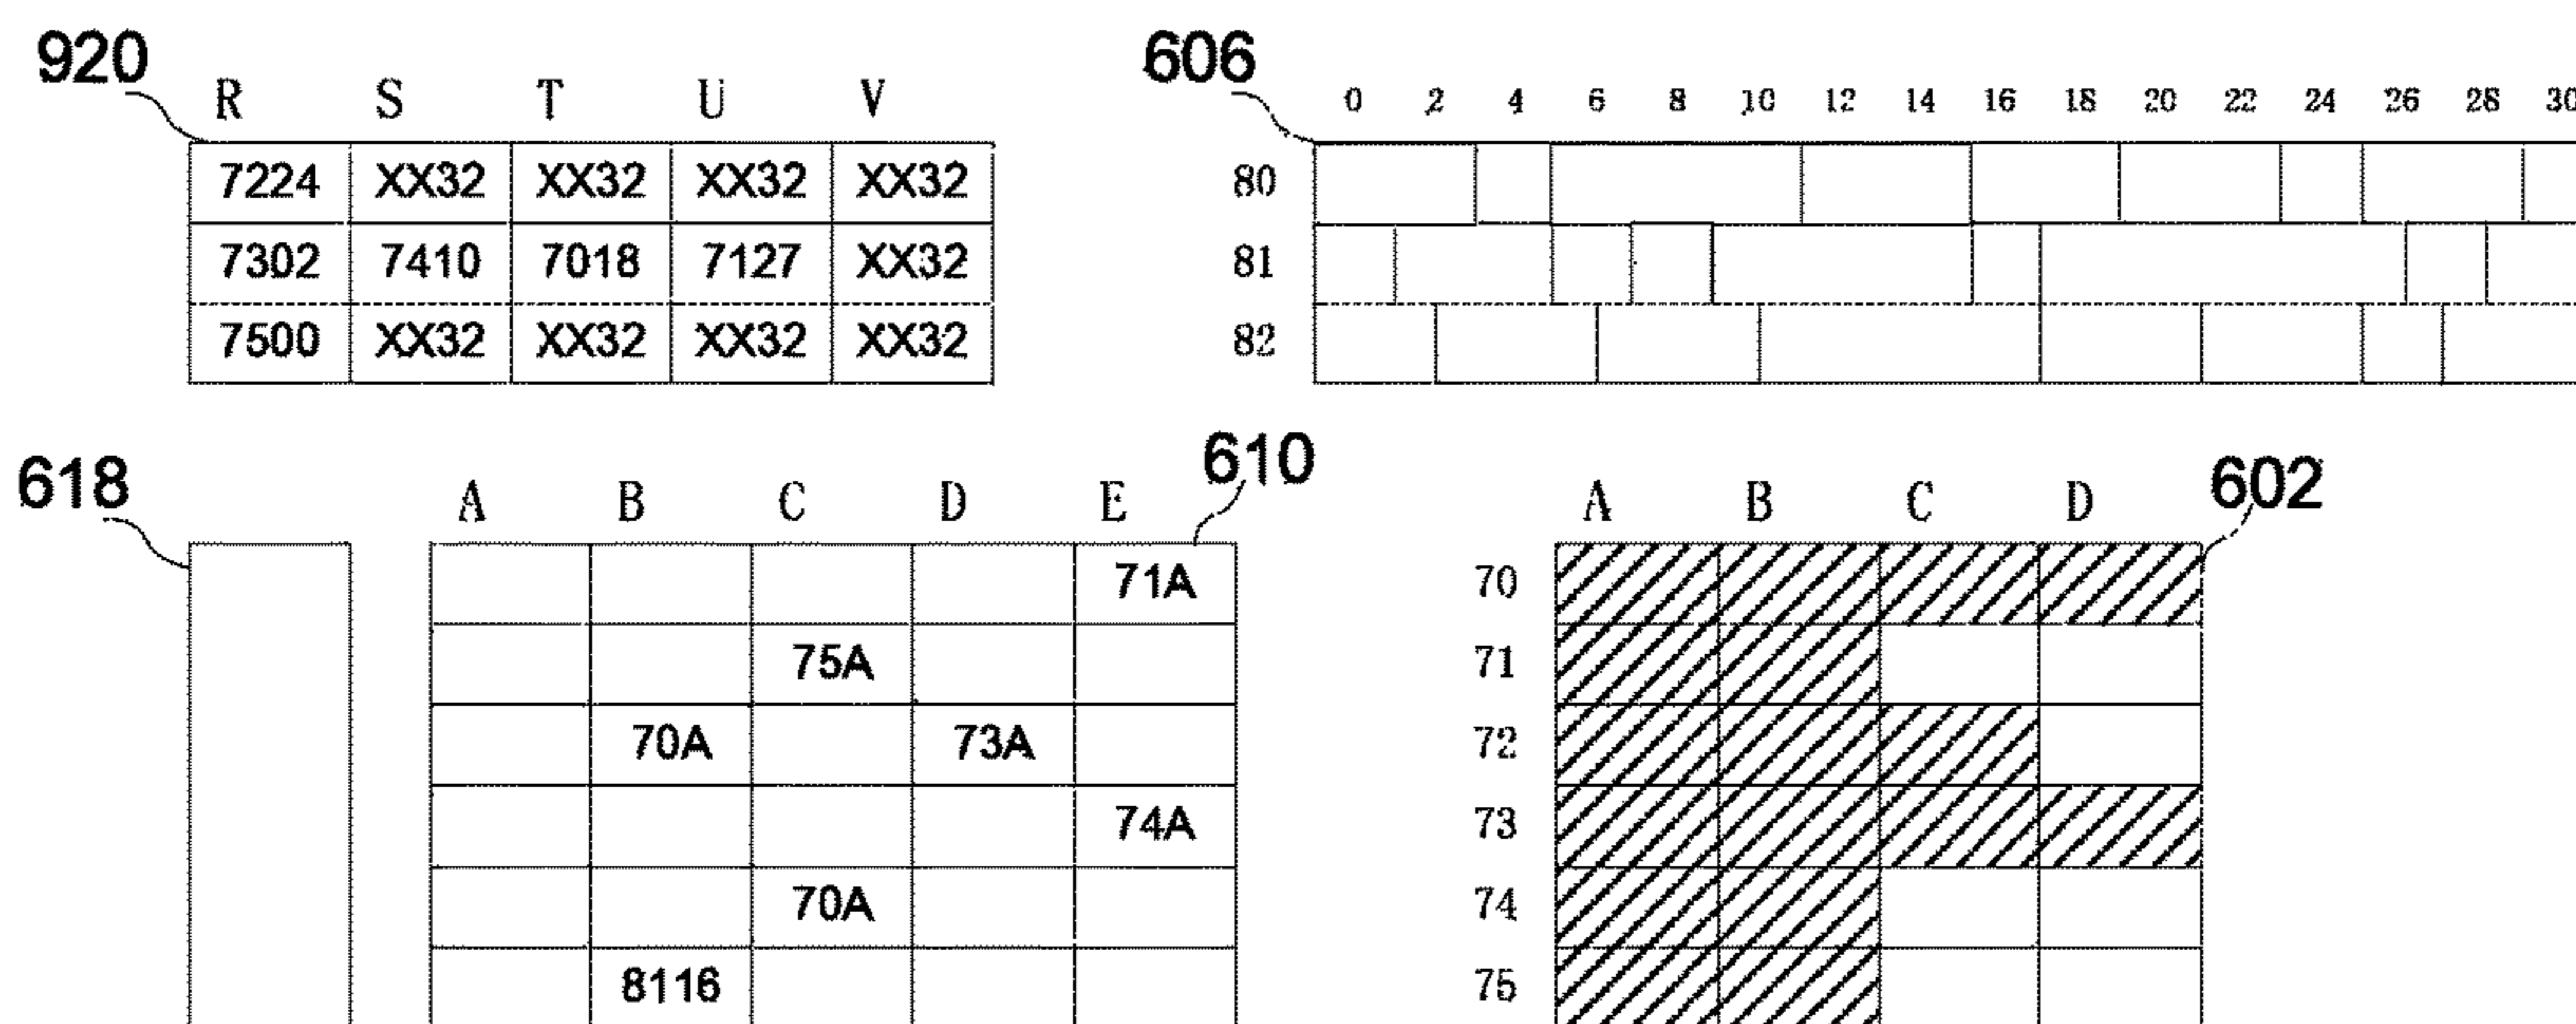 920
R S T U V
7224 XX32 XX32 XX32 XX32
7302 7410 7018 7127 XX32
7500 XX32 XX32 XX32 XX32
606
0 2 4 6 8 10 12 14 16 18 20 22 24 26 28 30
80
81
82
618
610
A B C D E
71A
75A
70A 73A
74A
70A
8116
602
A B C D
70
71
72
73
74
75